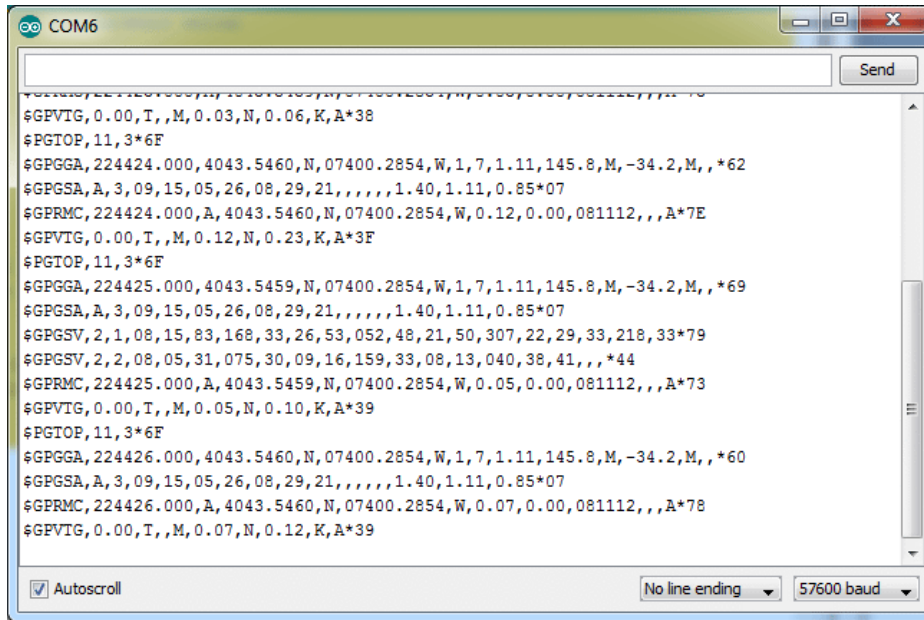 COM6
Send
$GPVTG,0.00,T,,M,0.03,N,0.06,K,A*38
$PGTOP,11,3*6F
$GPGGA,224424.000,4043.5460,N,07400.2854,W,1,7,1.11,145.8,M,-34.2,M,,*62
$GPGSA,A,3,09,15,05,26,08,29,21,,,,,,1.40,1.11,0.85*07
$GPRMC,224424.000,A,4043.5460,N,07400.2854,W,0.12,0.00,081112,,,A*7E
$GPVTG,0.00,T,,M,0.12,N,0.23,K,A*3F
$PGTOP,11,3*6F
$GPGGA,224425.000,4043.5459,N,07400.2854,W,1,7,1.11,145.8,M,-34.2,M,,*69
$GPGSA,A,3,09,15,05,26,08,29,21,,,,,,1.40,1.11,0.85*07
$GPGSV,2,1,08,15,83,168,33,26,53,052,48,21,50,307,22,29,33,218,33*79
$GPGSV,2,2,08,05,31,075,30,09,16,159,33,08,13,040,38,41,,,*44
$GPRMC,224425.000,A,4043.5459,N,07400.2854,W,0.05,0.00,081112,,,A*73
$GPVTG,0.00,T,,M,0.05,N,0.10,K,A*39
$PGTOP,11,3*6F
$GPGGA,224426.000,4043.5460,N,07400.2854,W,1,7,1.11,145.8,M,-34.2,M,,*60
$GPGSA,A,3,09,15,05,26,08,29,21,,,,,,1.40,1.11,0.85*07
$GPRMC,224426.000,A,4043.5460,N,07400.2854,W,0.07,0.00,081112,,,A*78
$GPVTG,0.00,T,,M,0.07,N,0.12,K,A*39
Autoscroll
No line ending
57600 baud